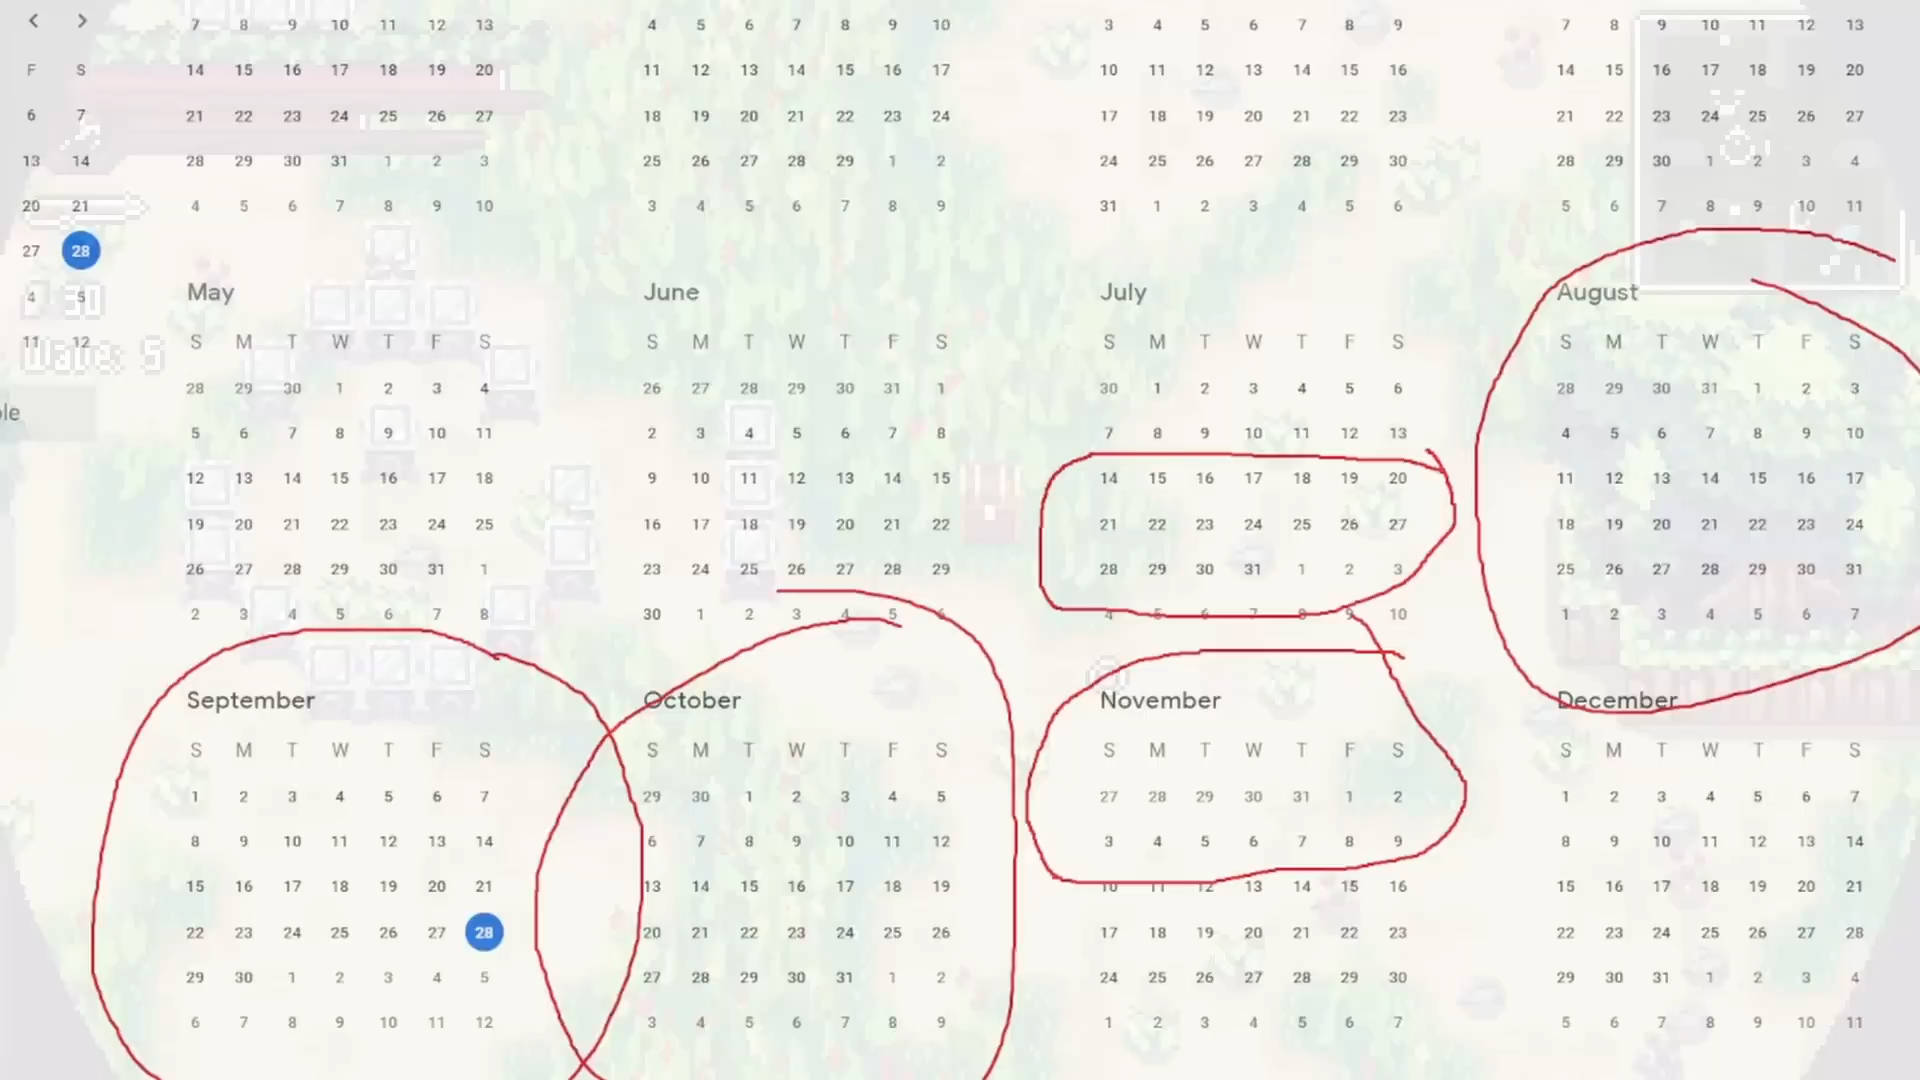 F S
6 7
13 14
20 21
27 28
4 5
11 12
30
Wave: 5
7 8 9 10 11 12 13
14 15 16 17 18 19 20
21 22 23 24 25 26 27
28 29 30 31 1 2 3
4 5 6 7 8 9 10
4 5 6 7 8 9 10
11 12 13 14 15 16 17
18 19 20 21 22 23 24
25 26 27 28 29 1 2
3 4 5 6 7 8 9
3 4 5 6 7 8 9
10 11 12 13 14 15 16
17 18 19 20 21 22 23
24 25 26 27 28 29 30
31 1 2 3 4 5 6
7 8 9 10 11 12 13
14 15 16 17 18 19 20
21 22 23 24 25 26 27
28 29 30 1 2 3 4
5 6 7 8 9 10 11
May
S M T W T F S
28 29 30 1 2 3 4
5 6 7 8 9 10 11
12 13 14 15 16 17 18
19 20 21 22 23 24 25
26 27 28 29 30 31 1
2 3 4 5 6 7 8
June
S M T W T F S
26 27 28 29 30 31 1
2 3 4 5 6 7 8
9 10 11 12 13 14 15
16 17 18 19 20 21 22
23 24 25 26 27 28 29
30 1 2 3 4 5 6
July
S M T W T F S
30 1 2 3 4 5 6
7 8 9 10 11 12 13
14 15 16 17 18 19 20
21 22 23 24 25 26 27
28 29 30 31 1 2 3
4 5 6 7 8 9 10
August
S M T W T F S
28 29 30 31 1 2 3
4 5 6 7 8 9 10
11 12 13 14 15 16 17
18 19 20 21 22 23 24
25 26 27 28 29 30 31
1 2 3 4 5 6 7
September
S M T W T F S
1 2 3 4 5 6 7
8 9 10 11 12 13 14
15 16 17 18 19 20 21
22 23 24 25 26 27 28
29 30 1 2 3 4 5
6 7 8 9 10 11 12
October
S M T W T F S
29 30 1 2 3 4 5
6 7 8 9 10 11 12
13 14 15 16 17 18 19
20 21 22 23 24 25 26
27 28 29 30 31 1 2
3 4 5 6 7 8 9
November
S M T W T F S
27 28 29 30 31 1 2
3 4 5 6 7 8 9
10 11 12 13 14 15 16
17 18 19 20 21 22 23
24 25 26 27 28 29 30
1 2 3 4 5 6 7
December
S M T W T F S
1 2 3 4 5 6 7
8 9 10 11 12 13 14
15 16 17 18 19 20 21
22 23 24 25 26 27 28
29 30 31 1 2 3 4
5 6 7 8 9 10 11